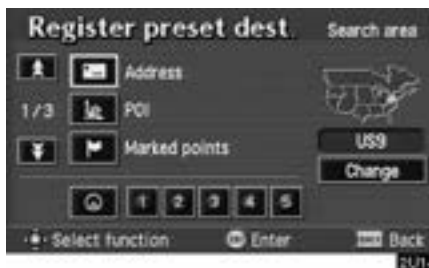 Register preset dest. Search area
Address
1/3 POI
Marked points US9
Change
1 2 3 4 5
Select function Enter Back